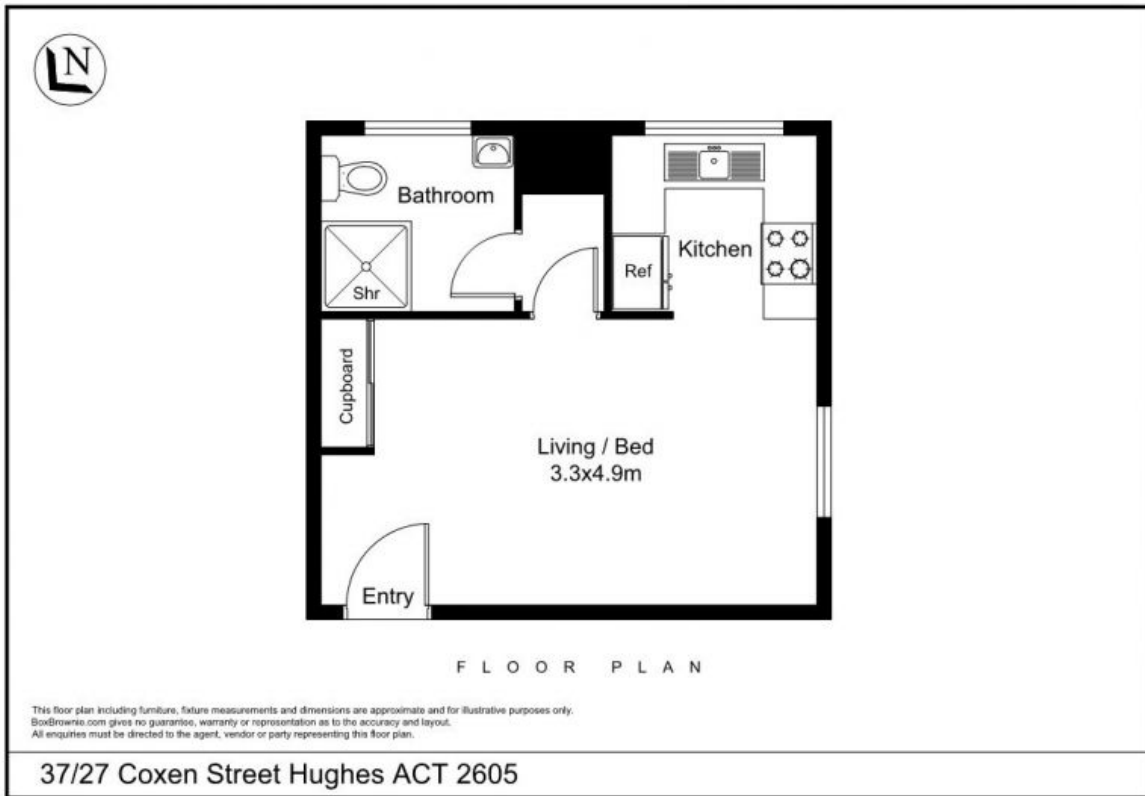 N
Bathroom
Shr
Kitchen
Ref
Cupboard
Living / Bed
3.3x4.9m
Entry
FLOOR PLAN
This floor plan including furniture, fixture measurements and dimensions are approximate and for illustrative purposes only.
BoxBrownie.com gives no guarantee, warranty or representation as to the accuracy and layout.
All enquiries must be directed to the agent, vendor or party representing this floor plan.
37/27 Coxen Street Hughes ACT 2605